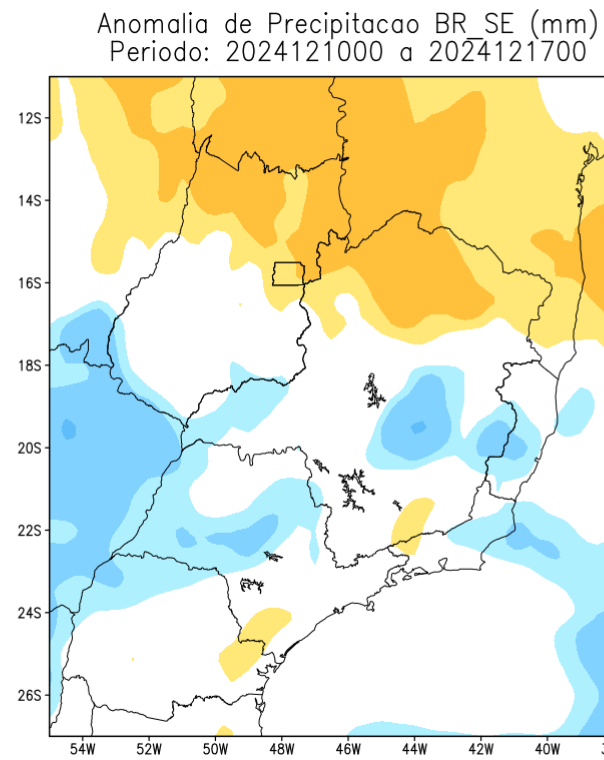 Anomalia de Precipitacao BR_SE (mm)
Periodo: 2024121000 a 2024121700
12S
14S
16S
18S
20S
22S
24S
26S
54W 52W 50W 48W 46W 44W 42W 40W